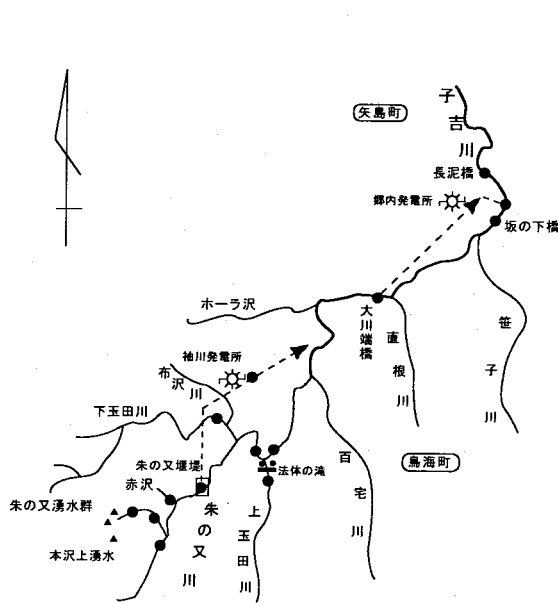 子吉川
矢島町
長泥橋
郷内発電所
坂の下橋
ホーラ沢
大川端橋
直根川
笹子川
袖川発電所
布沢川
下玉田川
朱の又堰堤
法体の滝
鳥海町
百宅川
赤沢
朱の又湧水群
朱の又川
上玉田川
本沢上湧水